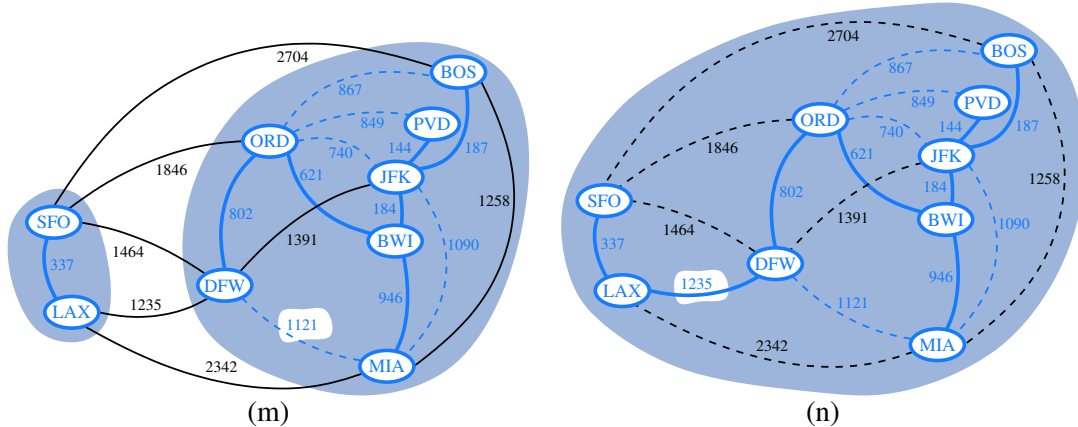 2704
BOS
867
PVD
849
ORD
144
187
740
JFK
1846
621
184
SFO
802
1258
1464
1391
BWI
1090
337
DFW
946
LAX
1235
1121
2342
MIA
(m)
2704
BOS
867
PVD
849
ORD
144
187
740
JFK
1846
621
184
1258
802
SFO
1391
BWI
1464
1090
337
DFW
946
LAX
1235
1121
2342
MIA
(n)